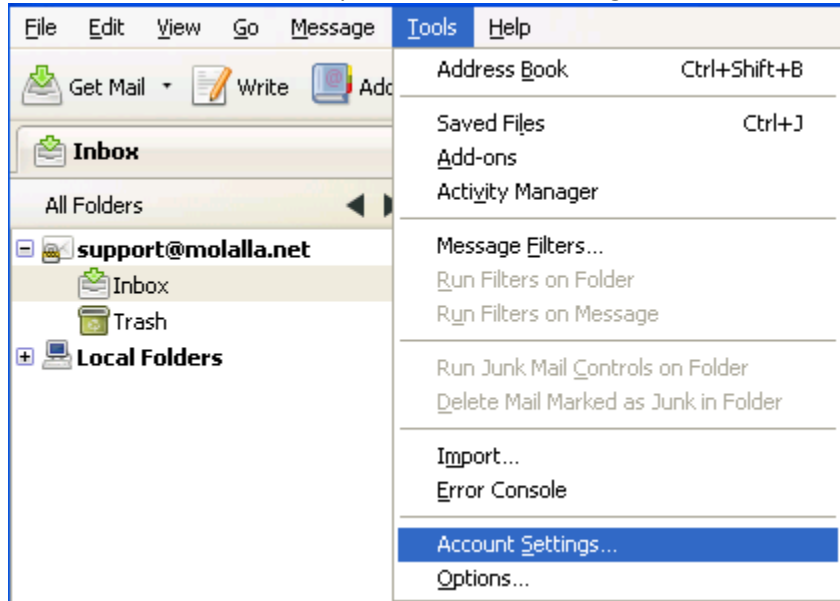 File Edit View Go Message Tools Help
Get Mail Write
Inbox
All Folders
support@molalla.net
Inbox
Trash
Local Folders
Address Book Ctrl+Shift+B
Saved Files Ctrl+J
Add-ons
Activity Manager
Message Filters...
Run Filters on Folder
Run Filters on Message
Run Junk Mail Controls on Folder
Delete Mail Marked as Junk in Folder
Import...
Error Console
Account Settings...
Options...